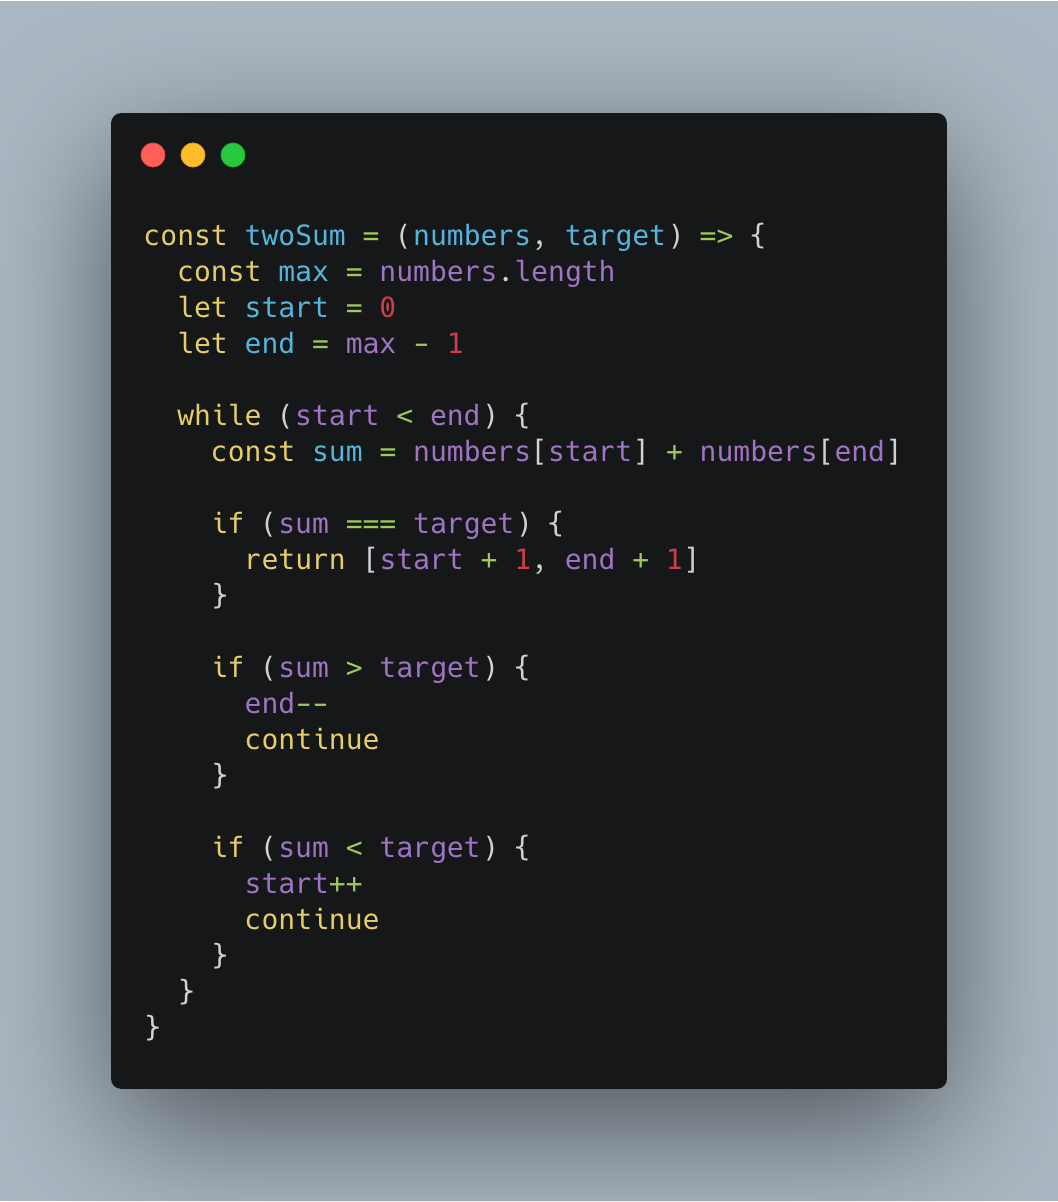 const twoSum = (numbers, target) => {
  const max = numbers.length
  let start = 0
  let end = max - 1

  while (start < end) {
    const sum = numbers[start] + numbers[end]

    if (sum === target) {
      return [start + 1, end + 1]
    }

    if (sum > target) {
      end--
      continue
    }

    if (sum < target) {
      start++
      continue
    }
  }
}